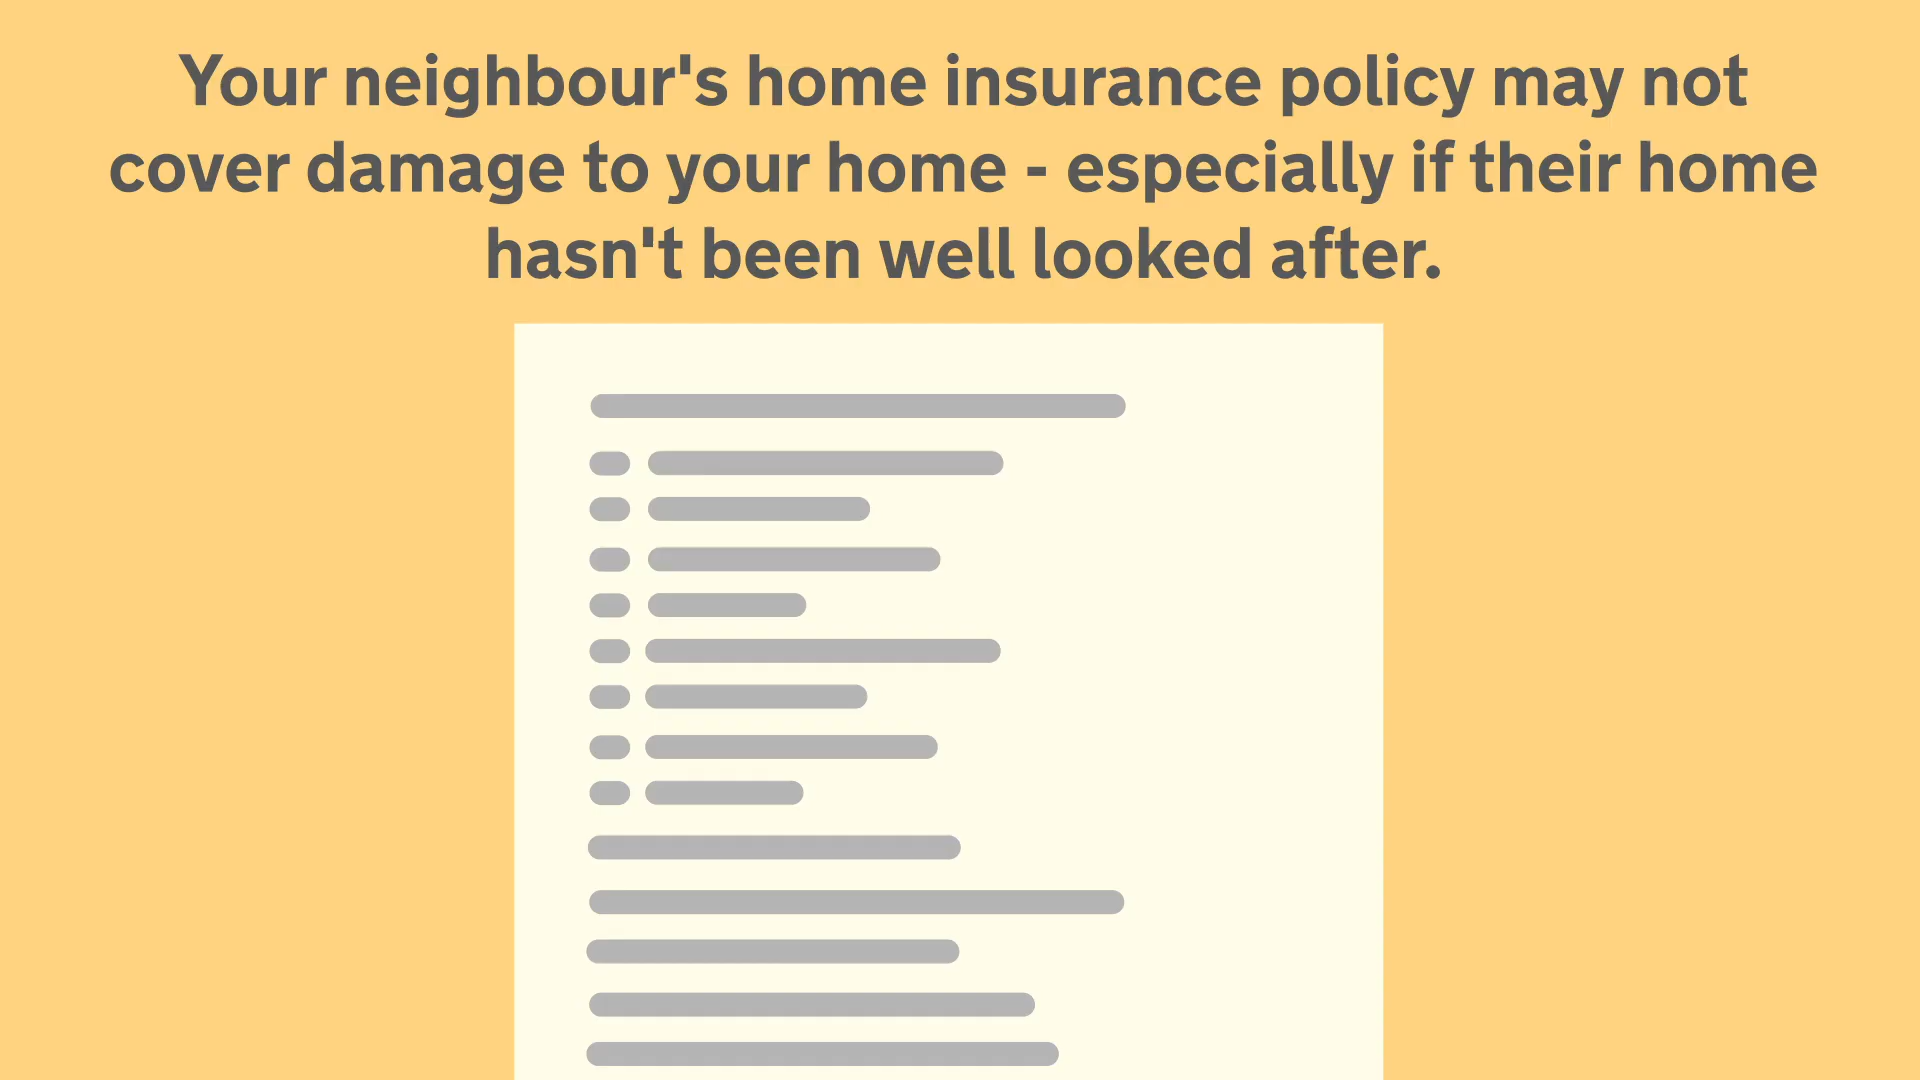 Your neighbour's home insurance policy may not
cover damage to your home - especially if their home
hasn't been well looked after.